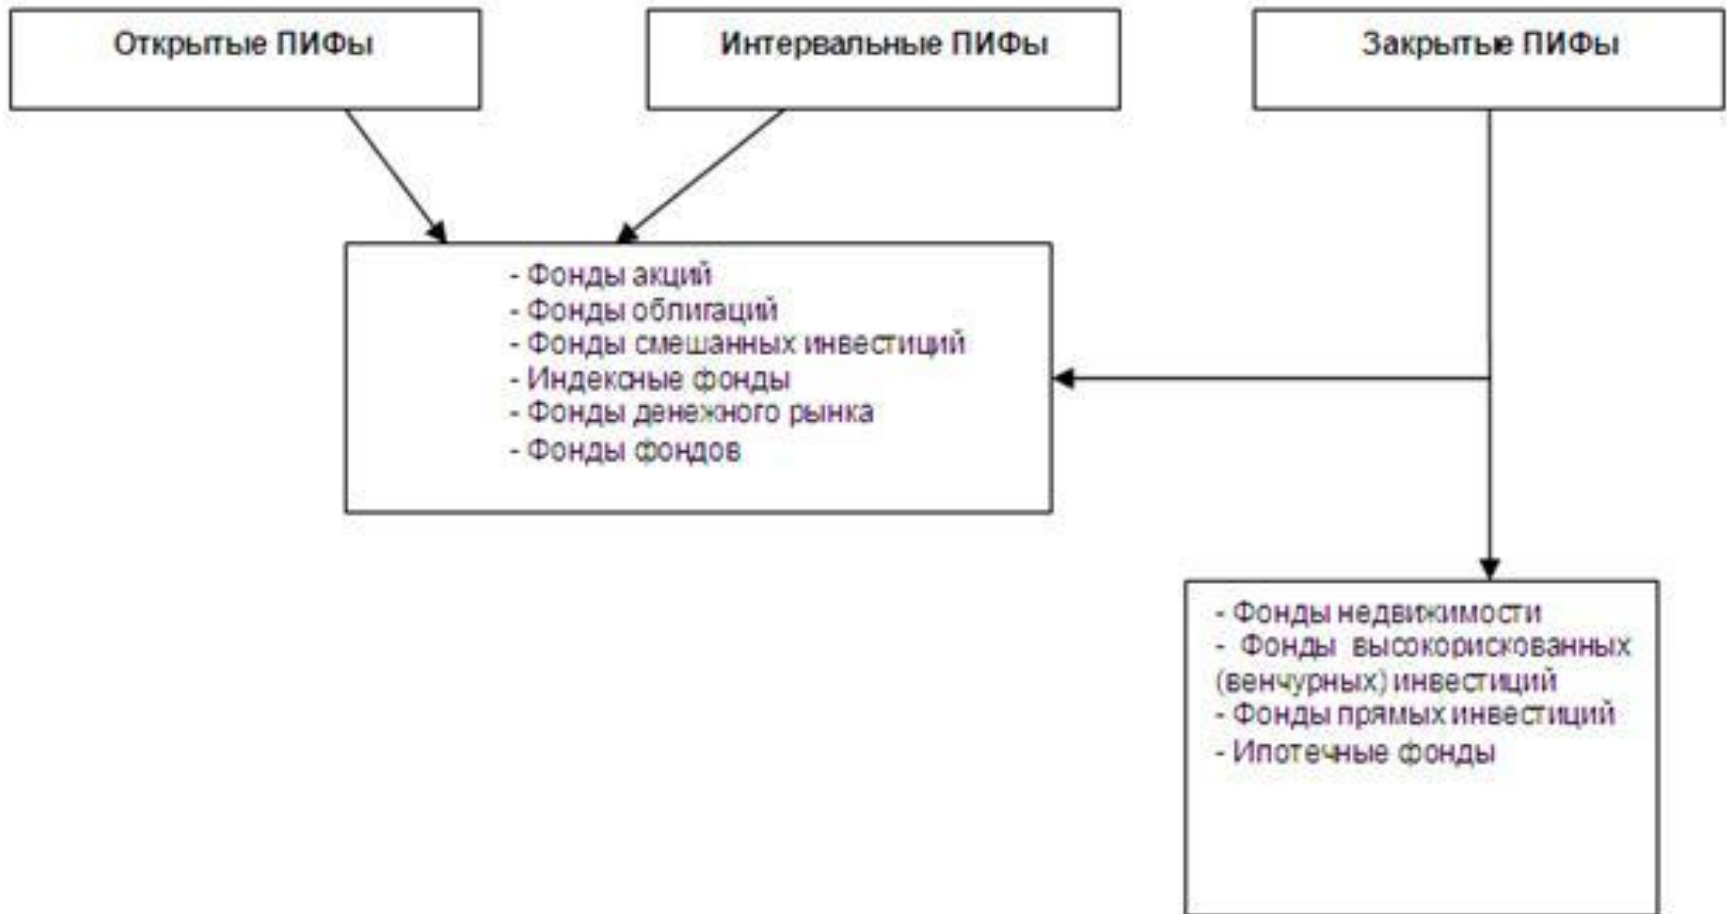 Открытые ПИФы
Интервальные ПИФы
Закрытые ПИФы
- Фонды акций
- Фонды облигаций
- Фонды смешанных инвестиций
- Индексные фонды
- Фонды денежного рынка
- Фонды фондов
- Фонды недвижимости
- Фонды высокорискованных
(венчурных) инвестиций
- Фонды прямых инвестиций
- Ипотечные фонды